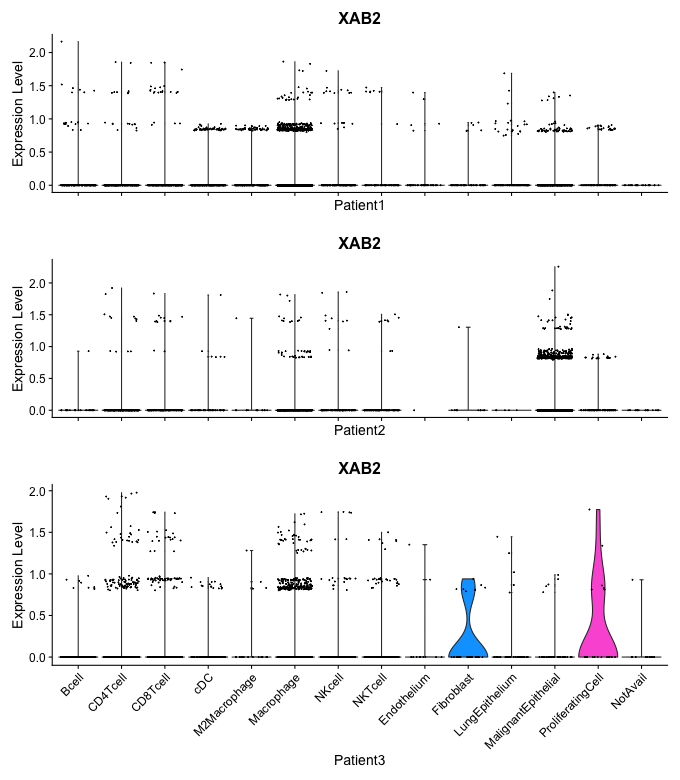 XAB2
Expression Level
2.0
1.5
1.0
0.5
0.0
Patient1
XAB2
Expression Level
2.0
1.5
1.0
0.5
0.0
Patient2
XAB2
Expression Level
2.0
1.5
1.0
0.5
0.0
Bcell
CD4Tcell
CD8Tcell
cDC
M2Macrophage
Macrophage
NKcell
NKTcell
Endothelium
Fibroblast
LungEpithelium
MalignantEpithelial
ProliferatingCell
NotAvail
Patient3